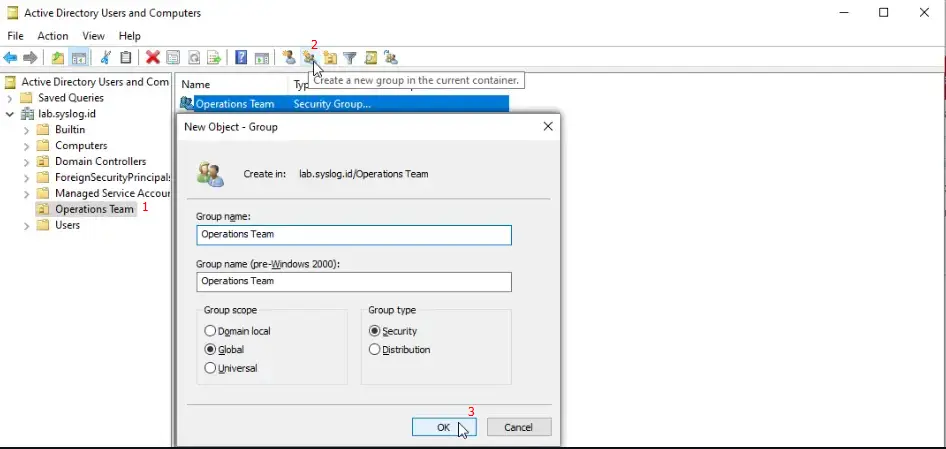 Active Directory Users and Computers
File Action View Help
2
Create a new group in the current container.
Active Directory Users and Com
Saved Queries
lab.syslog.id
Builtin
Computers
Domain Controllers
ForeignSecurityPrincipals
Managed Service Accour
Operations Team 1
Users
Name Typ
Operations Team Security Group...
New Object - Group
Create in: lab.syslog.id/Operations Team
Group name:
Operations Team
Group name (pre-Windows 2000):
Operations Team
Group scope
Domain local
Global
Universal
Group type
Security
Distribution
3
OK Cancel